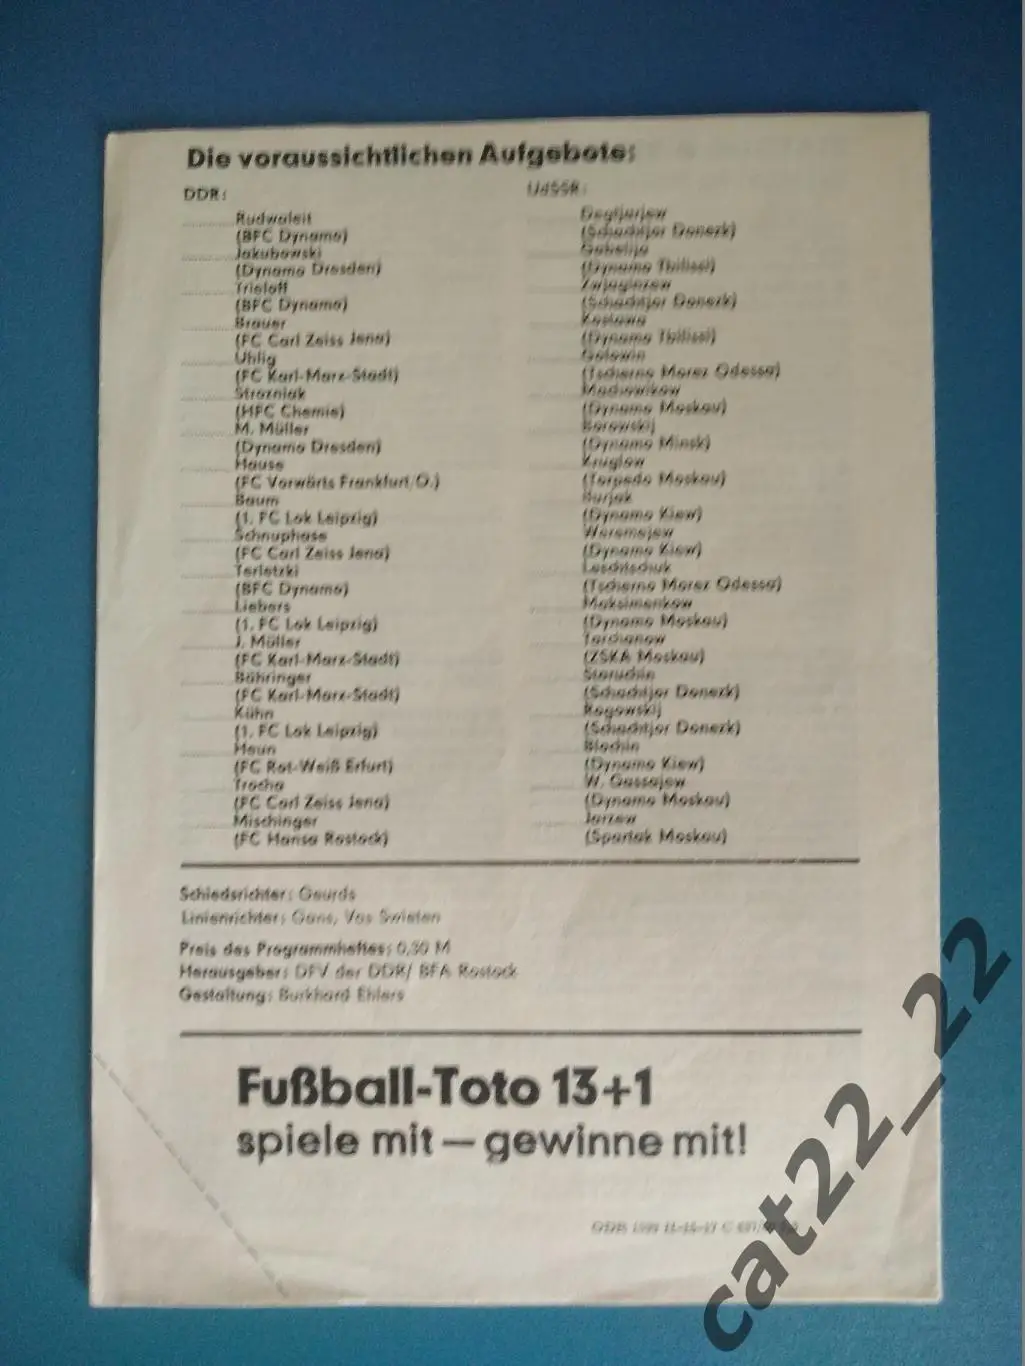 Die voraussichtlichen Aufgebote:
DDR:
Rudwaleit
(BFC Dynamo)
Jakubowski
(Dynamo Dresden)
Trieloff
(BFC Dynamo)
Brauer
(FC Carl Zeiss Jena)
Uhlig
(FC Karl-Marx-Stadt)
Strozniak
(HFC Chemie)
M. Müller
(Dynamo Dresden)
Hause
(FC Vorwärts Frankfurt/O.)
Baum
(1. FC Lok Leipzig)
Schnuphase
(FC Carl Zeiss Jena)
Terletzki
(BFC Dynamo)
Liebers
(1. FC Lok Leipzig)
J. Müller
(FC Karl-Marx-Stadt)
Bähringer
(FC Karl-Marx-Stadt)
Kühn
(1. FC Lok Leipzig)
Heun
(FC Rot-Weiß Erfurt)
Trocha
(FC Carl Zeiss Jena)
Mischinger
(FC Hansa Rostock)
UdSSR:
Degtjarjew
(Schachtjor Donezk)
Gabelija
(Dynamo Tbilissi)
(Schachtjor Donezk)
Kostawa
(Dynamo Tbilissi)
Golowin
(Tscherno Morez Odessa)
Machowikow
(Dynamo Moskau)
Borowskij
(Dynamo Minsk)
Kruglow
(Torpedo Moskau)
Burjak
(Dynamo Kiew)
Weremejew
(Dynamo Kiew)
Leschtschuk
(Tscherno Morez Odessa)
Maksimenkow
(Dynamo Moskau)
Tarchanow
(ZSKA Moskau)
Staruchin
(Schachtjor Donezk)
Rogowskij
(Schachtjor Donezk)
Blochin
(Dynamo Kiew)
W. Gassajew
(Dynamo Moskau)
Jarzew
(Spartak Moskau)
Schiedsrichter: Geurds
Linienrichter: Gans, Vos Swieten
Preis des Programmheftes: 0,30 M
Herausgeber: DFV der DDR/ BFA Rostock
Gestaltung: Burkhard Ehlers
Fußball-Toto 13+1
spiele mit — gewinne mit!
cat22_22